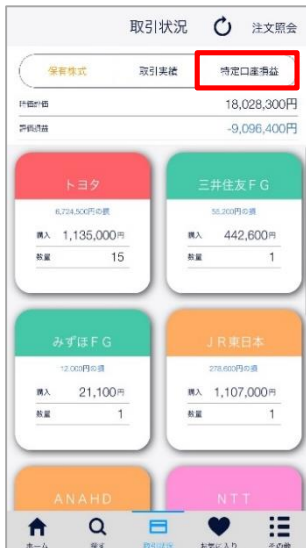 取引状況 注文照会
保有株式 取引実績 特定口座損益
評価時価 18,028,300円
評価損益 -9,096,400円
トヨタ 三井住友FG
6,724,500円の損 55,200円の損
購入 1,135,000円 購入 442,600円
数量 15 数量 1
みずほFG JR東日本
12,000円の損 278,600円の損
購入 21,100円 購入 1,107,000円
数量 1 数量 1
ANAHD NTT
ホーム 探す 取引状況 お気に入り その他